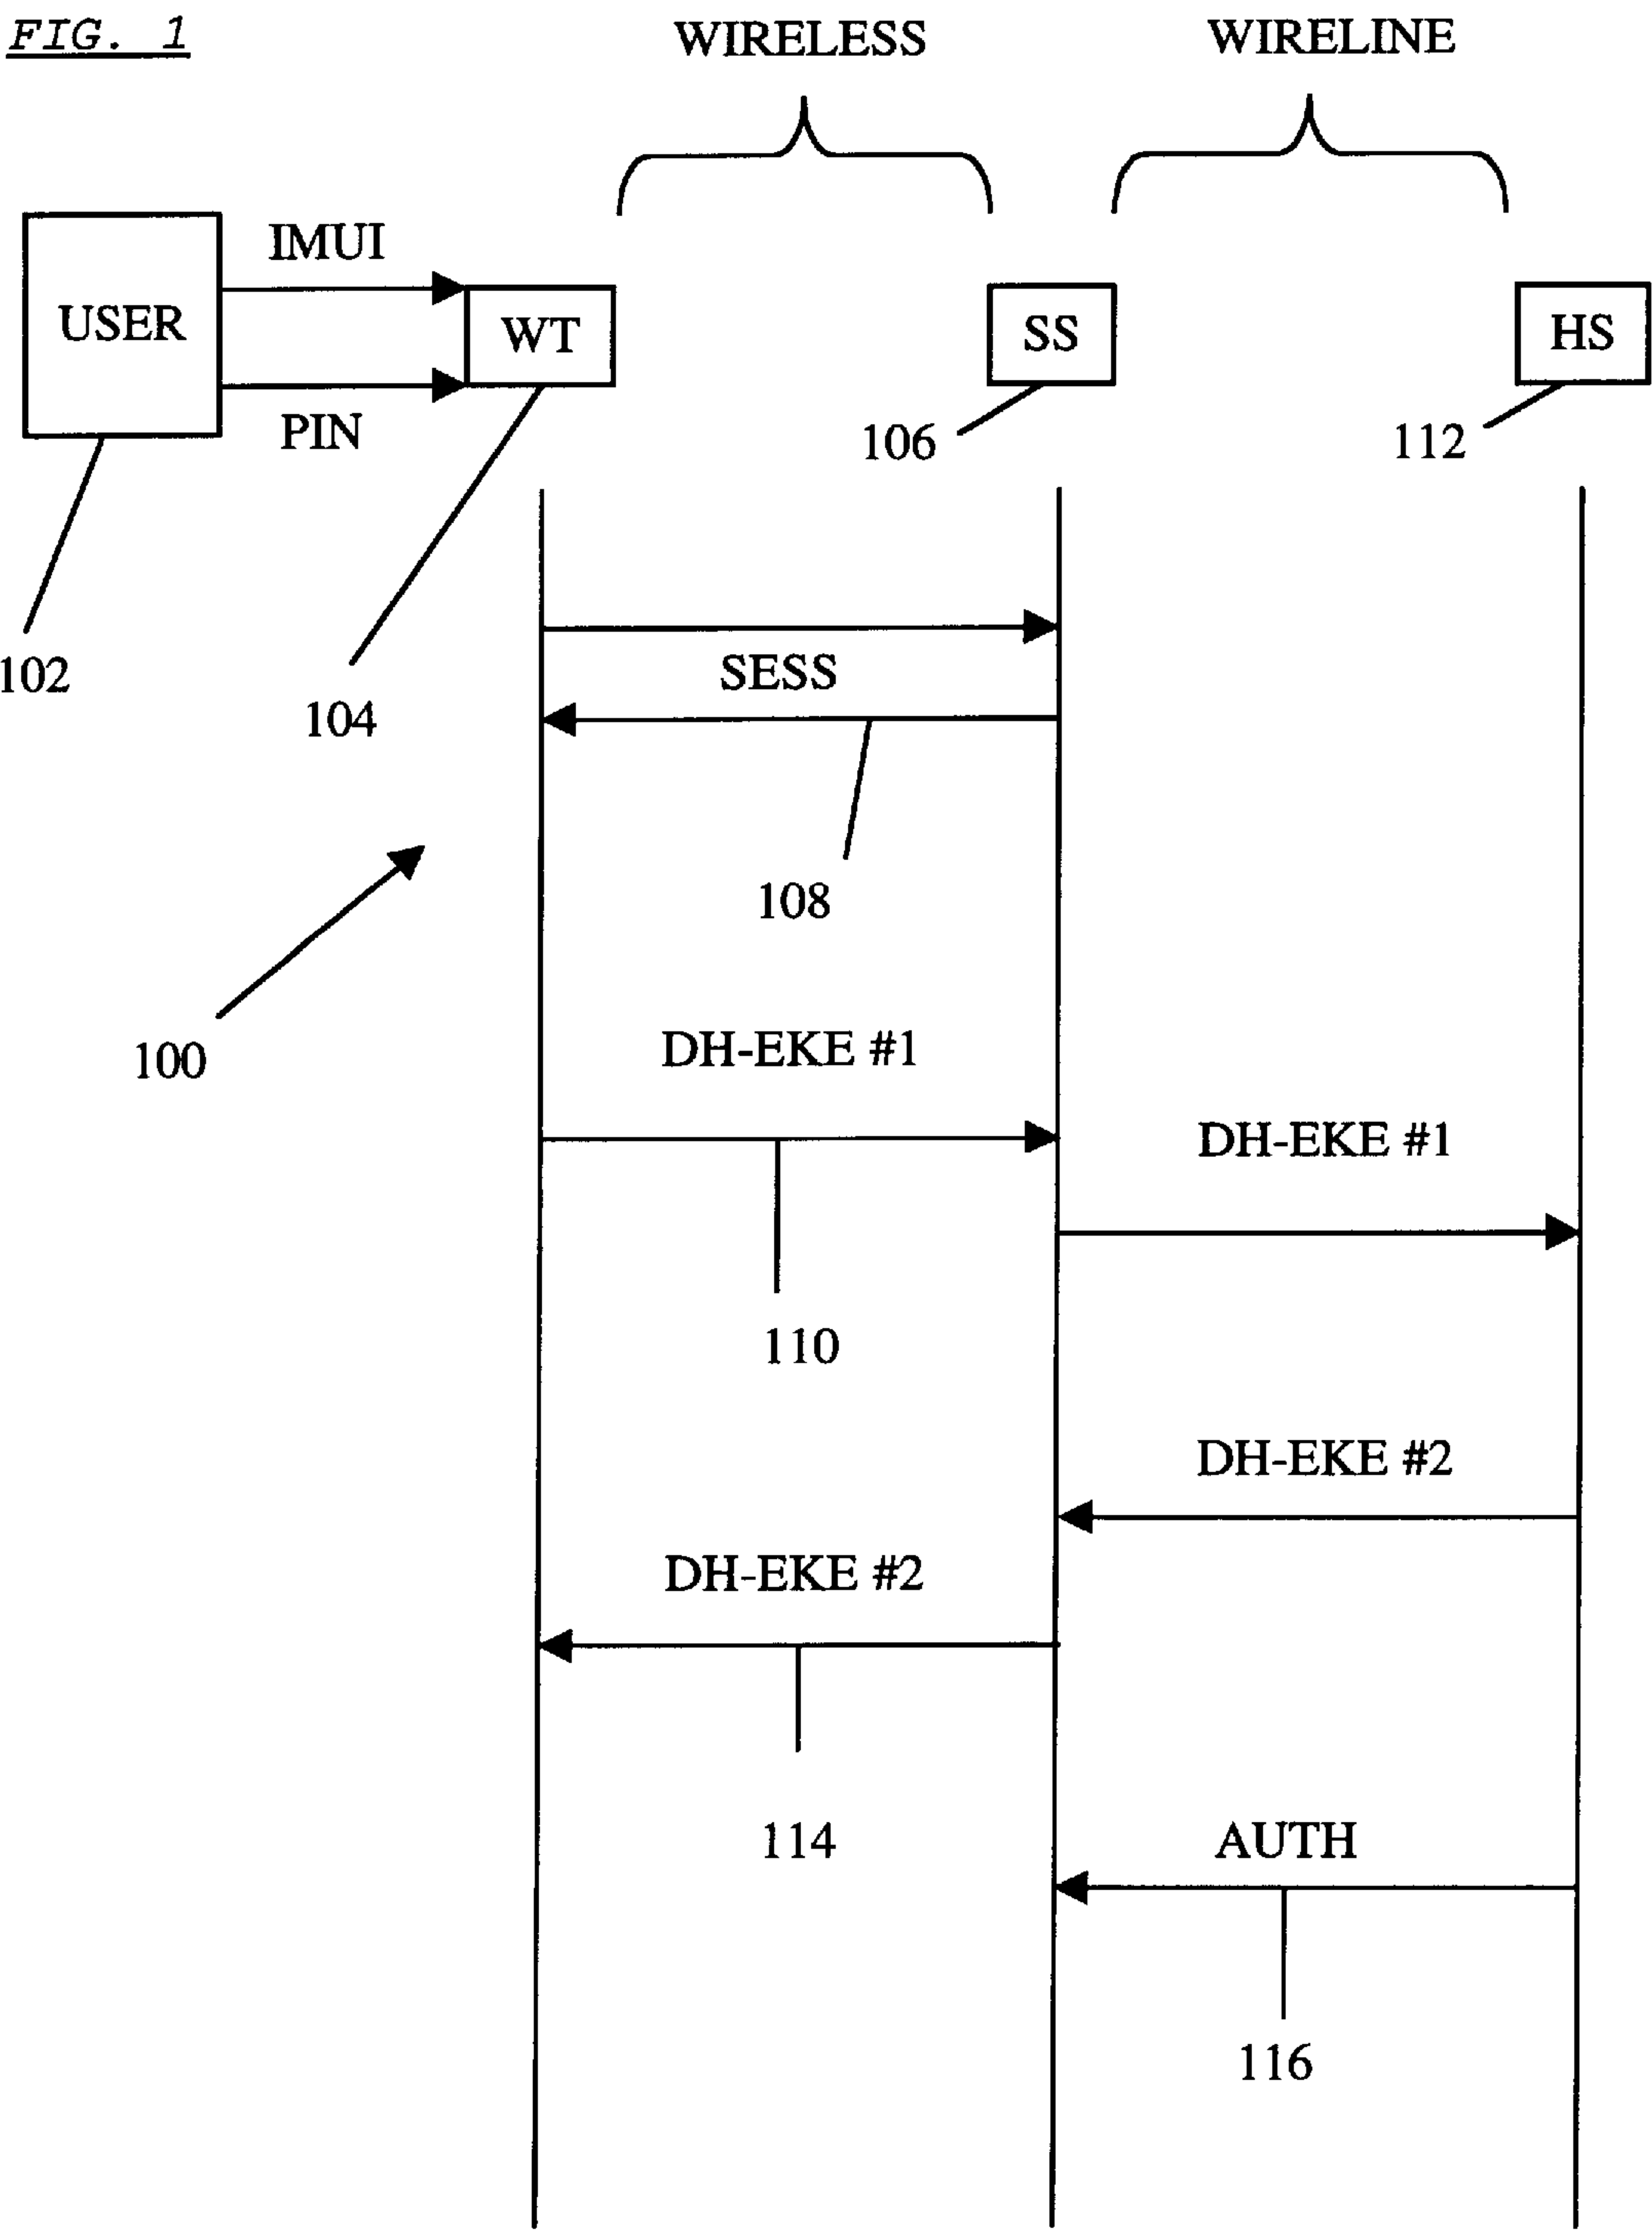 FIG. 1
WIRELESS
WIRELINE
IMUI
USER
WT
SS
HS
PIN
106
112
102
SESS
104
108
100
DH-EKE #1
DH-EKE #1
110
DH-EKE #2
DH-EKE #2
114
AUTH
116